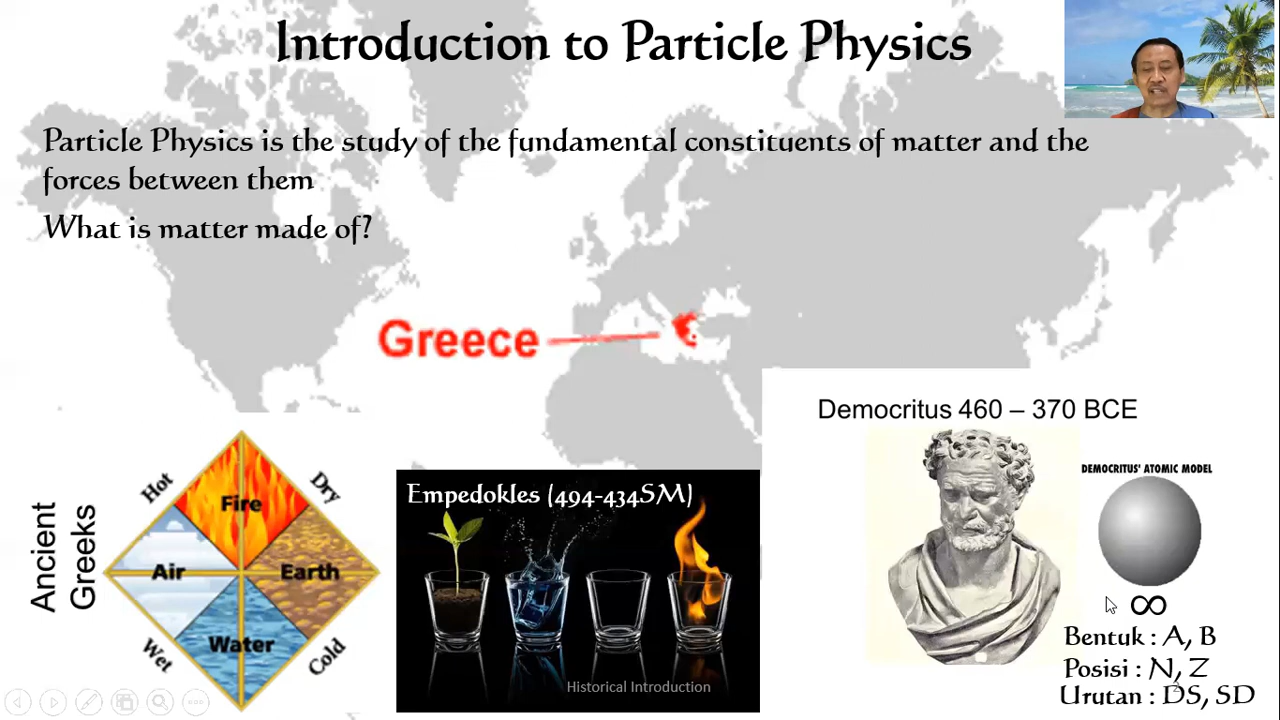 Introduction to Particle Physics
Particle Physics is the study of the fundamental constituents of matter and the
forces between them
What is matter made of?
Greece
Ancient
Greeks
Hot
Dry
Fire
Air
Earth
Water
Wet
Cold
Empedokles (494-434SM)
Historical Introduction
Democritus 460 – 370 BCE
DEMOCRITUS' ATOMIC MODEL
∞
Bentuk : A, B
Posisi : N, Z
Urutan : DS, SD